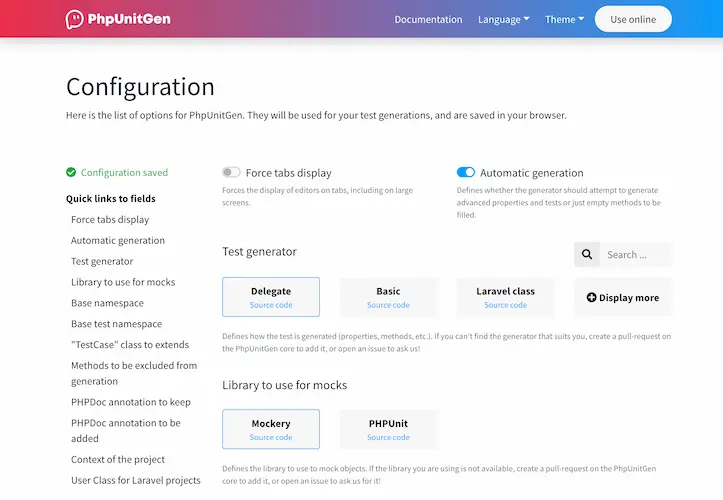 PhpUnitGen
Documentation
Language
Theme
Use online
Configuration
Here is the list of options for PhpUnitGen. They will be used for your test generations, and are saved in your browser.
Configuration saved
Quick links to fields
Force tabs display
Automatic generation
Test generator
Library to use for mocks
Base namespace
Base test namespace
"TestCase" class to extends
Methods to be excluded from
generation
PHPDoc annotation to keep
PHPDoc annotation to be
added
Context of the project
User Class for Laravel projects
Force tabs display
Forces the display of editors on tabs, including on large
screens.
Automatic generation
Defines whether the generator should attempt to generate
advanced properties and tests or just empty methods to be
filled.
Test generator
Search ...
Delegate
Source code
Basic
Source code
Laravel class
Source code
Display more
Defines how the test is generated (properties, methods, etc.). If you can't find the generator that suits you, create a pull-request on
the PhpUnitGen core to add it, or open an issue to ask us!
Library to use for mocks
Mockery
Source code
PHPUnit
Source code
Defines the library to use to mock objects. If the library you are using is not available, create a pull-request on the PhpUnitGen
core to add it, or open an issue to ask us for it!